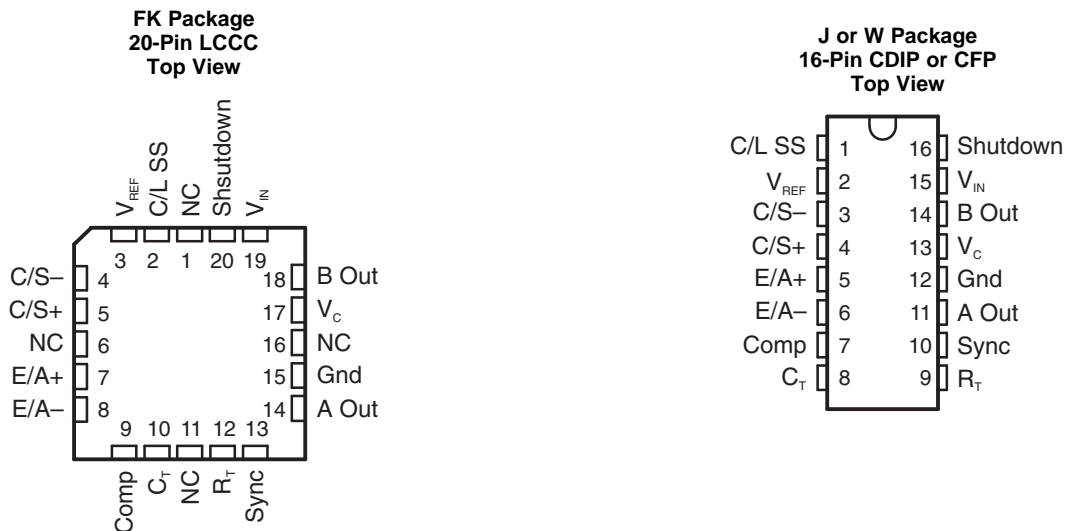 FK Package
20-Pin LCCC
Top View
V_REF
C/L SS
NC
Shsutdown
V_IN
3 2 1 20 19
C/S– 4
C/S+ 5
NC 6
E/A+ 7
E/A– 8
18 B Out
17 V_C
16 NC
15 Gnd
14 A Out
9 10 11 12 13
Comp
C_T
NC
R_T
Sync
J or W Package
16-Pin CDIP or CFP
Top View
C/L SS 1 16 Shutdown
V_REF 2 15 V_IN
C/S– 3 14 B Out
C/S+ 4 13 V_C
E/A+ 5 12 Gnd
E/A– 6 11 A Out
Comp 7 10 Sync
C_T 8 9 R_T